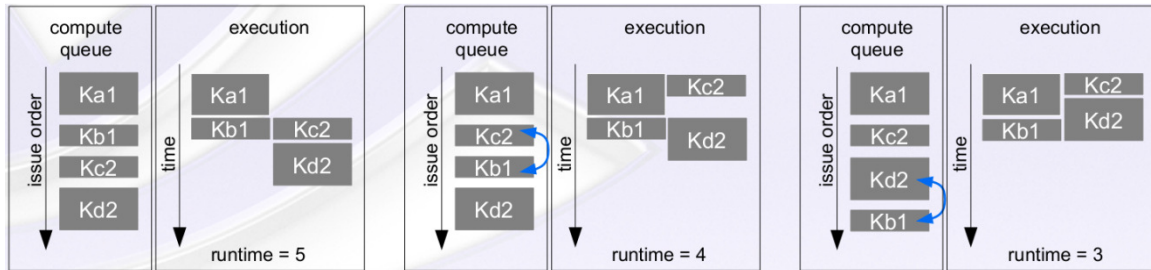 compute
queue
execution
issue order
Ka1
Kb1
Kc2
Kd2
time
Ka1
Kb1 Kc2
Kd2
runtime = 5
compute
queue
execution
issue order
Ka1
Kc2
Kb1
Kd2
time
Ka1 Kc2
Kb1 Kd2
runtime = 4
compute
queue
execution
issue order
Ka1
Kc2
Kd2
Kb1
time
Ka1 Kc2
Kb1 Kd2
runtime = 3